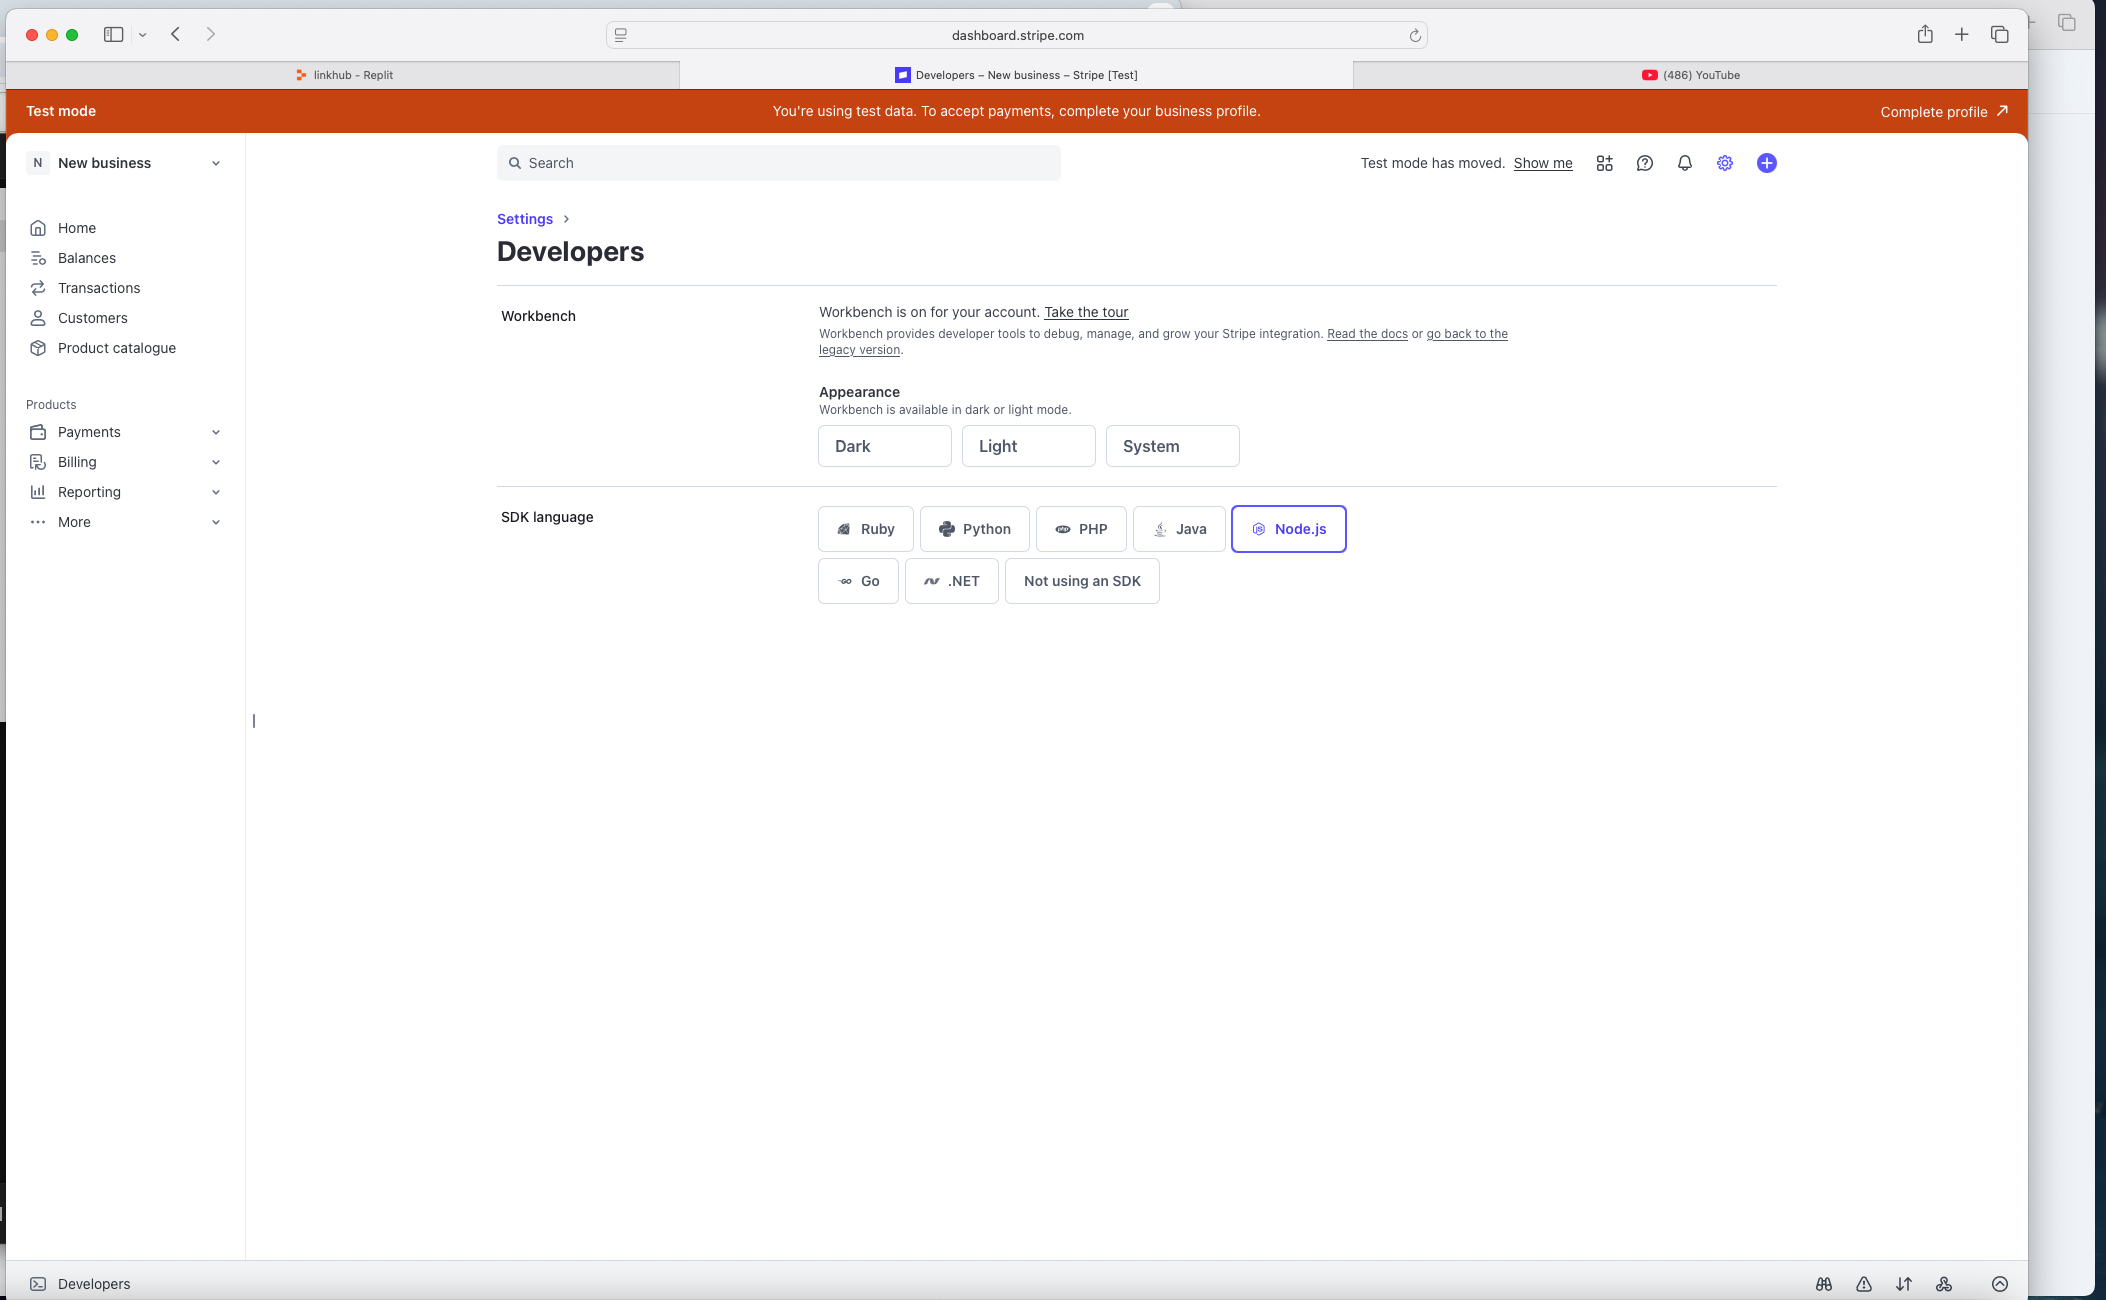 dashboard.stripe.com
linkhub - Replit
Developers – New business – Stripe [Test]
(486) YouTube
Test mode
You're using test data. To accept payments, complete your business profile.
Complete profile
N
New business
Search
Test mode has moved. Show me
Home
Balances
Transactions
Customers
Product catalogue
Products
Payments
Billing
Reporting
More
Settings
Developers
Workbench
Workbench is on for your account. Take the tour
Workbench provides developer tools to debug, manage, and grow your Stripe integration. Read the docs or go back to the
legacy version.
Appearance
Workbench is available in dark or light mode.
Dark
Light
System
SDK language
Ruby
Python
php
PHP
Java
Node.js
Go
.NET
Not using an SDK
Developers